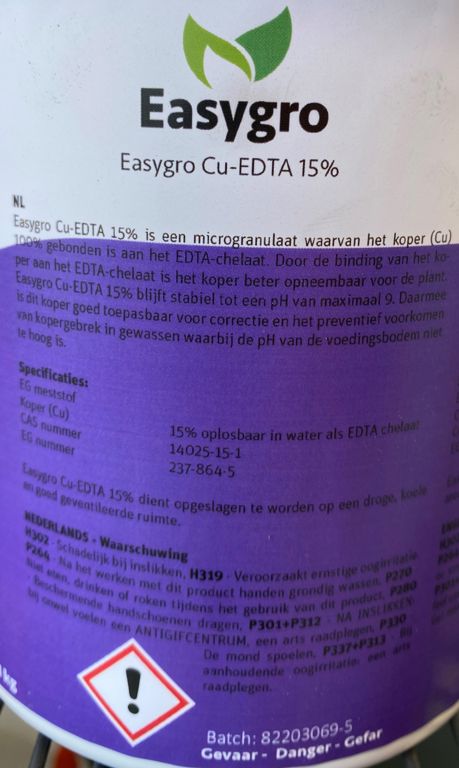 Easygro
Easygro Cu-EDTA 15%
NL
Easygro Cu-EDTA 15% is een microgranulaat waarvan het koper (Cu)
100% gebonden is aan het EDTA-chelaat. Door de binding van het ko-
per aan het EDTA-chelaat is het koper beter opneembaar voor de plant.
Easygro Cu-EDTA 15% blijft stabiel tot een pH van maximaal 9. Daarmee
is dit koper goed toepasbaar voor correctie en het preventief voorkomen
van kopergebrek in gewassen waarbij de pH van de voedingsbodem niet
te hoog is.
Specificaties:
EG meststof
Koper (Cu) 15% oplosbaar in water als EDTA chelaat
CAS nummer 14025-15-1
EG nummer 237-864-5
Easygro Cu-EDTA 15% dient opgeslagen te worden op een droge, koele
en goed geventileerde ruimte.
NEDERLANDS - Waarschuwing
H302 - Schadelijk bij inslikken, H319 - Veroorzaakt ernstige oogirritatie.
P264 - Na het werken met dit product handen grondig wassen, P270 -
Niet eten, drinken of roken tijdens het gebruik van dit product, P280
- Beschermende handschoenen dragen, P301+P312 - NA INSLIKKEN:
bij onwel voelen een ANTIGIFCENTRUM, een arts raadplegen, P330 -
De mond spoelen, P337+P313 - Bij
aanhoudende oogirritatie: een arts
raadplegen.
kg
Batch: 82203069-5
Gevaar - Danger - Gefar